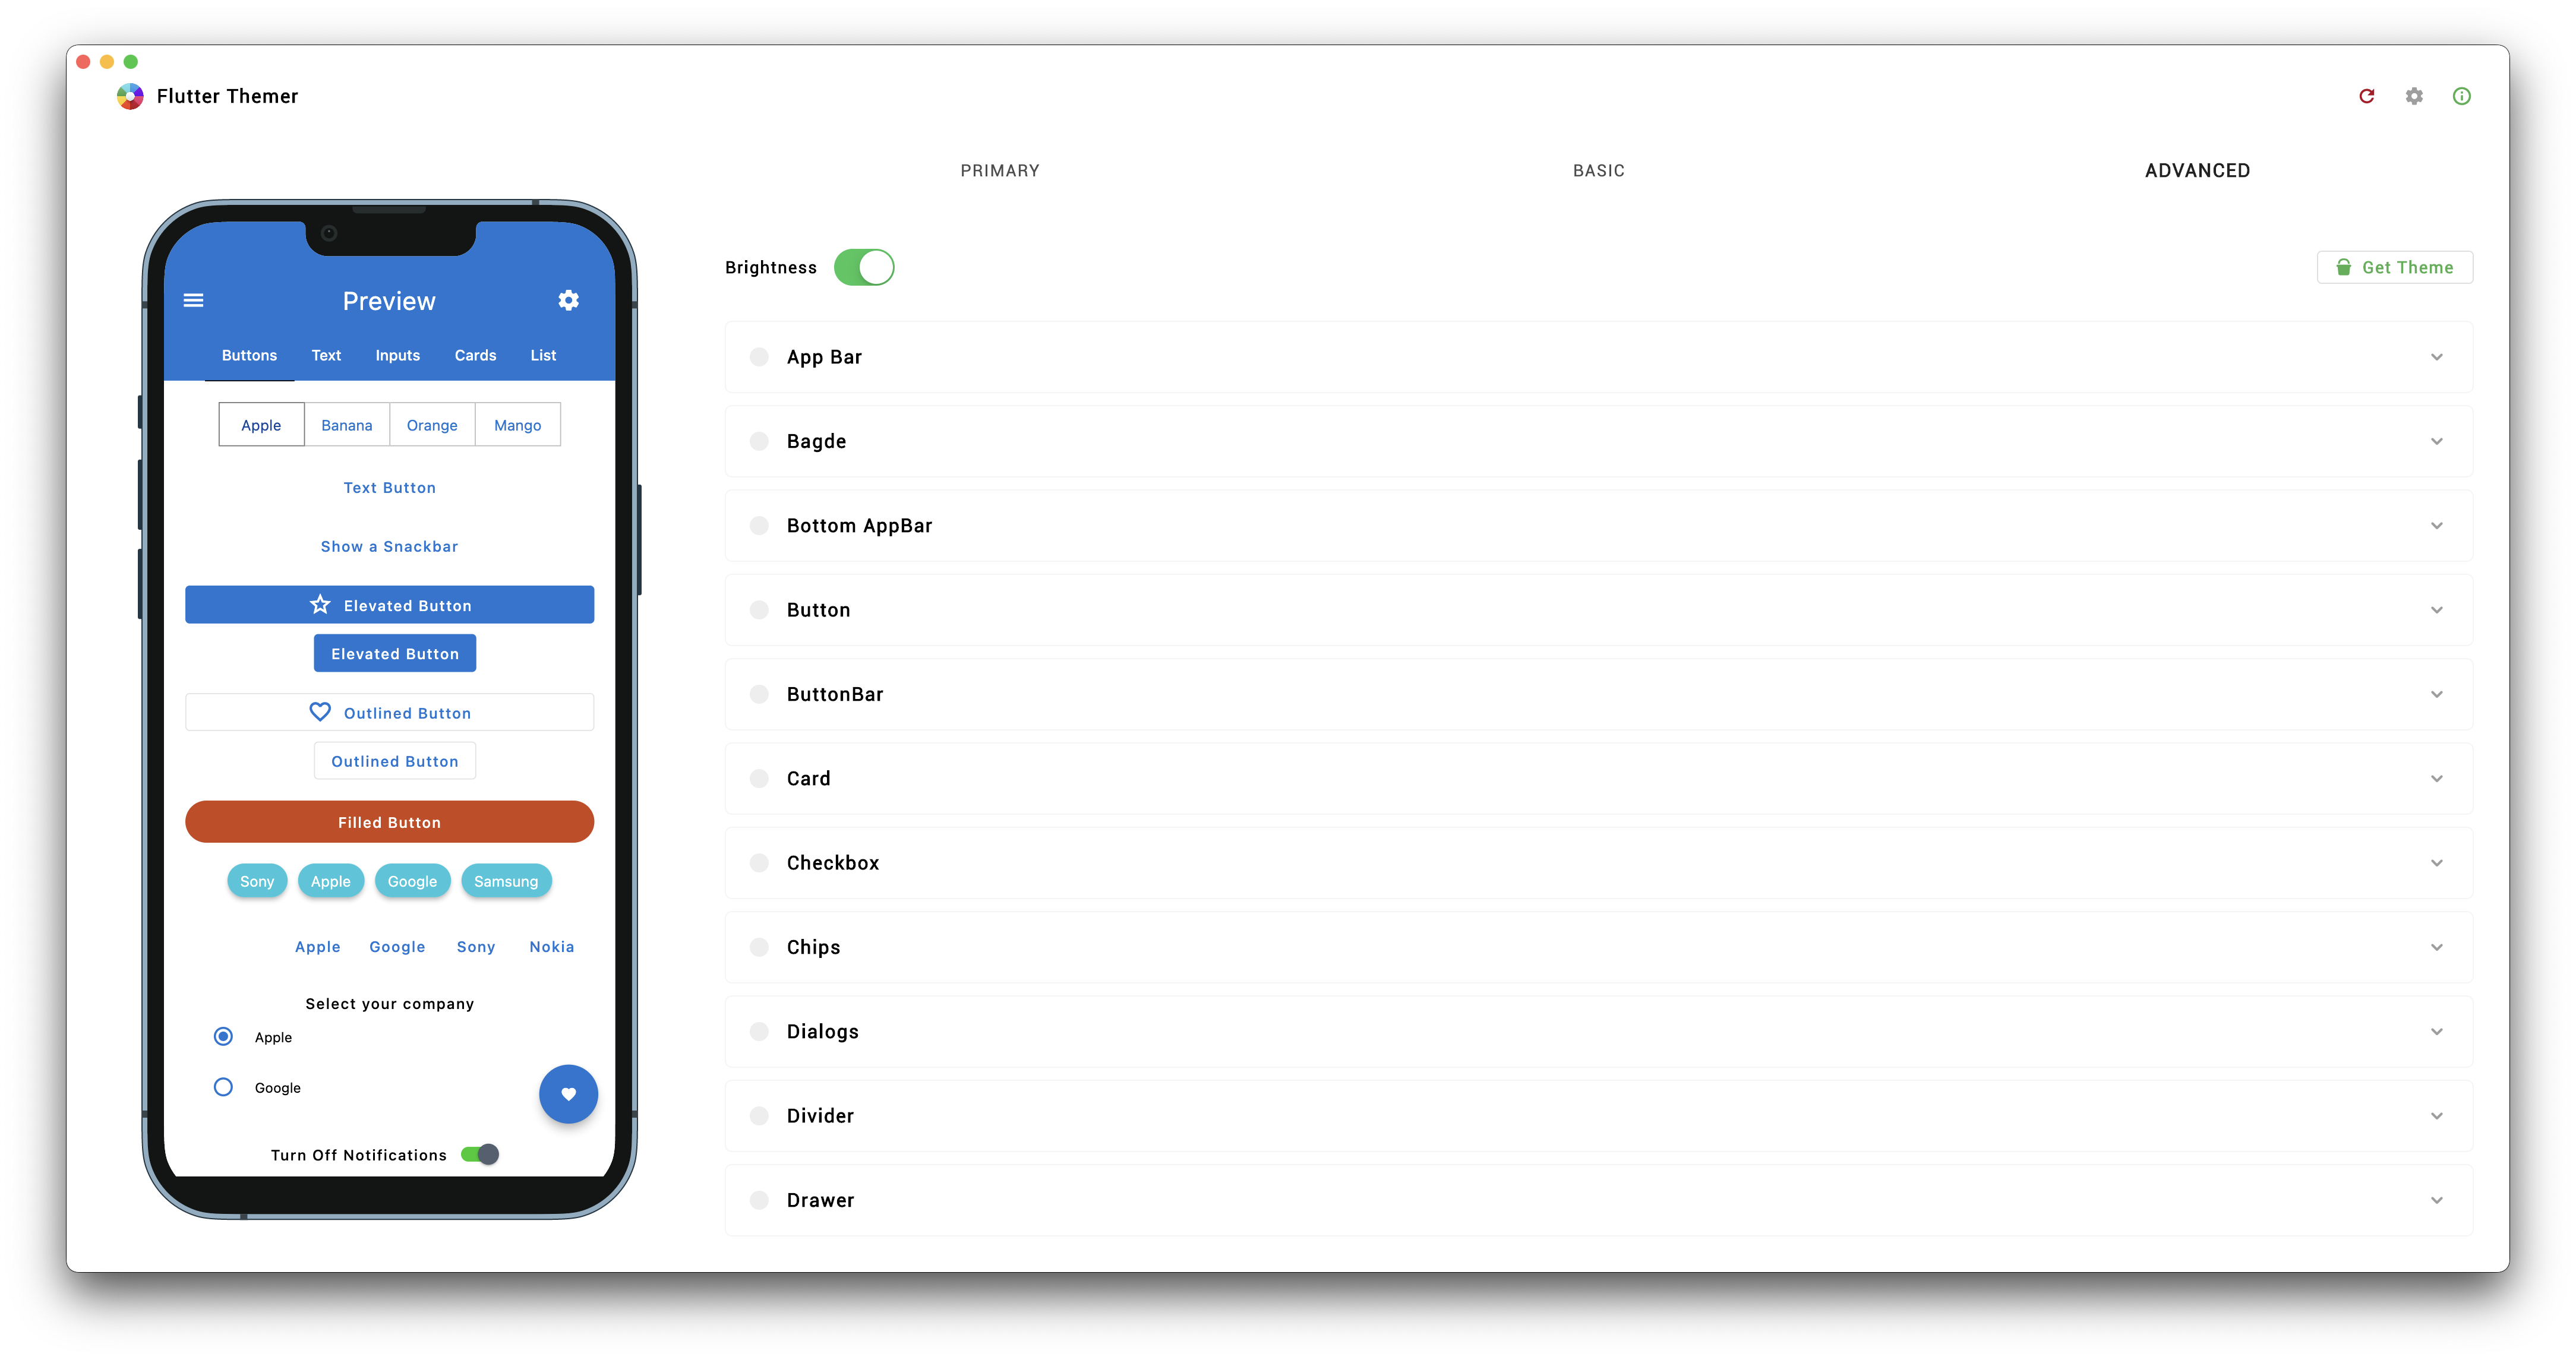 Flutter Themer
PRIMARY BASIC ADVANCED
Brightness
Get Theme
Preview
Buttons Text Inputs Cards List
Apple Banana Orange Mango
Text Button
Show a Snackbar
Elevated Button
Elevated Button
Outlined Button
Outlined Button
Filled Button
Sony Apple Google Samsung
Apple Google Sony Nokia
Select your company
Apple
Google
Turn Off Notifications
App Bar
Bagde
Bottom AppBar
Button
ButtonBar
Card
Checkbox
Chips
Dialogs
Divider
Drawer